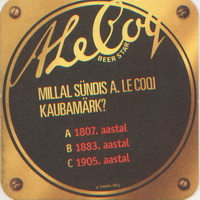 A Le Coq
BEER STAR
MILLAL SÜNDIS A. LE COQI
KAUBAMÄRK?
A 1807. aastal
B 1883. aastal
C 1905. aastal